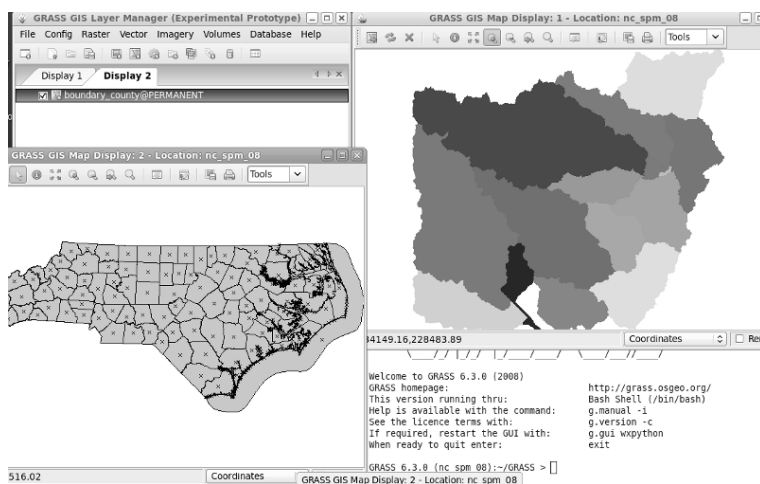 GRASS GIS Layer Manager (Experimental Prototype)
File Config Raster Vector Imagery Volumes Database Help
Display 1 Display 2
boundary_county@PERMANENT
GRASS GIS Map Display: 2 - Location: nc_spm_08
Tools
516.02
Coordinates
GRASS GIS Map Display: 2 - Location: nc_spm_08
GRASS GIS Map Display: 1 - Location: nc_spm_08
Tools
34149.16,228483.89
Coordinates
Welcome to GRASS 6.3.0 (2008)
GRASS homepage: http://grass.osgeo.org/
This version running thru: Bash Shell (/bin/bash)
Help is available with the command: g.manual -i
See the licence terms with: g.version -c
If required, restart the GUI with: g.gui wxpython
When ready to quit enter: exit
GRASS 6.3.0 (nc_spm_08):~/GRASS >